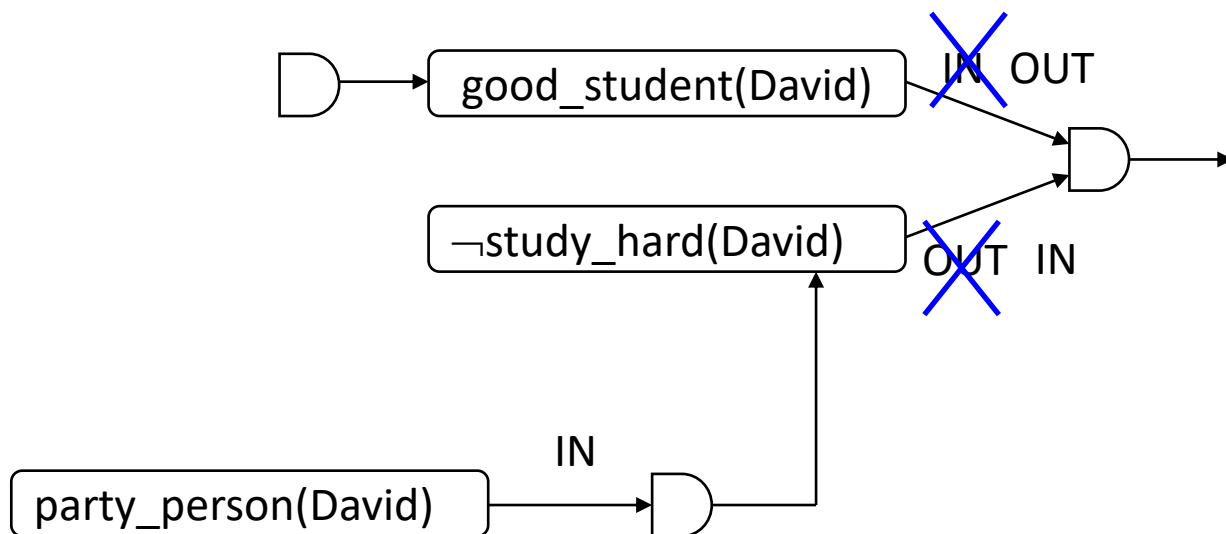 good_student(David)
IN OUT
¬study_hard(David)
OUT IN
IN
party_person(David)